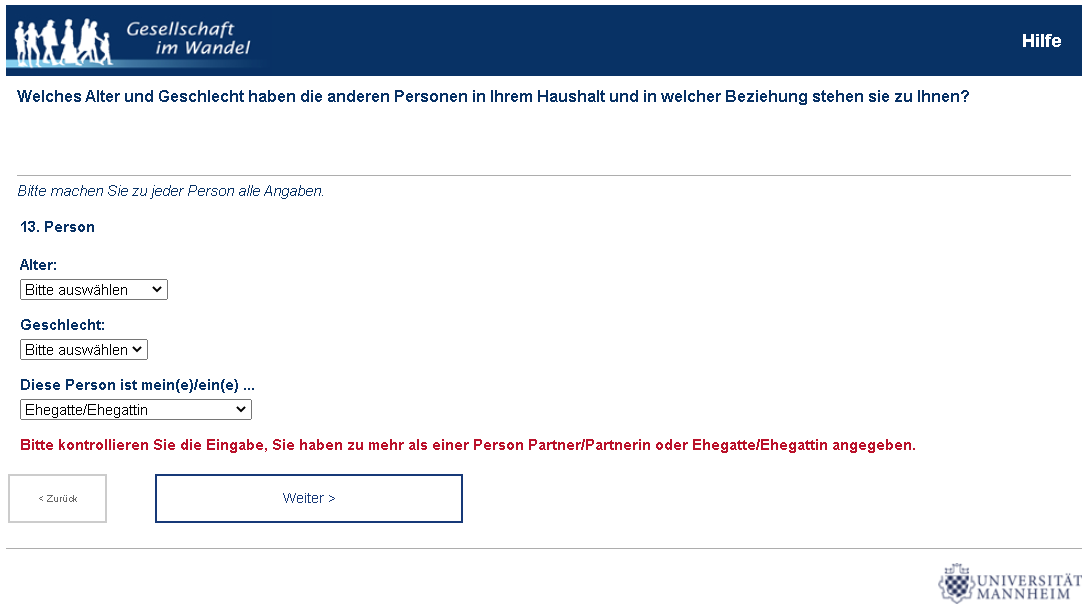 Gesellschaft
im Wandel
Hilfe
Welches Alter und Geschlecht haben die anderen Personen in Ihrem Haushalt und in welcher Beziehung stehen sie zu Ihnen?
Bitte machen Sie zu jeder Person alle Angaben.
13. Person
Alter:
Bitte auswählen
Geschlecht:
Bitte auswählen
Diese Person ist mein(e)/ein(e) ...
Ehegatte/Ehegattin
Bitte kontrollieren Sie die Eingabe, Sie haben zu mehr als einer Person Partner/Partnerin oder Ehegatte/Ehegattin angegeben.
< Zurück
Weiter >
UNIVERSITÄT
MANNHEIM